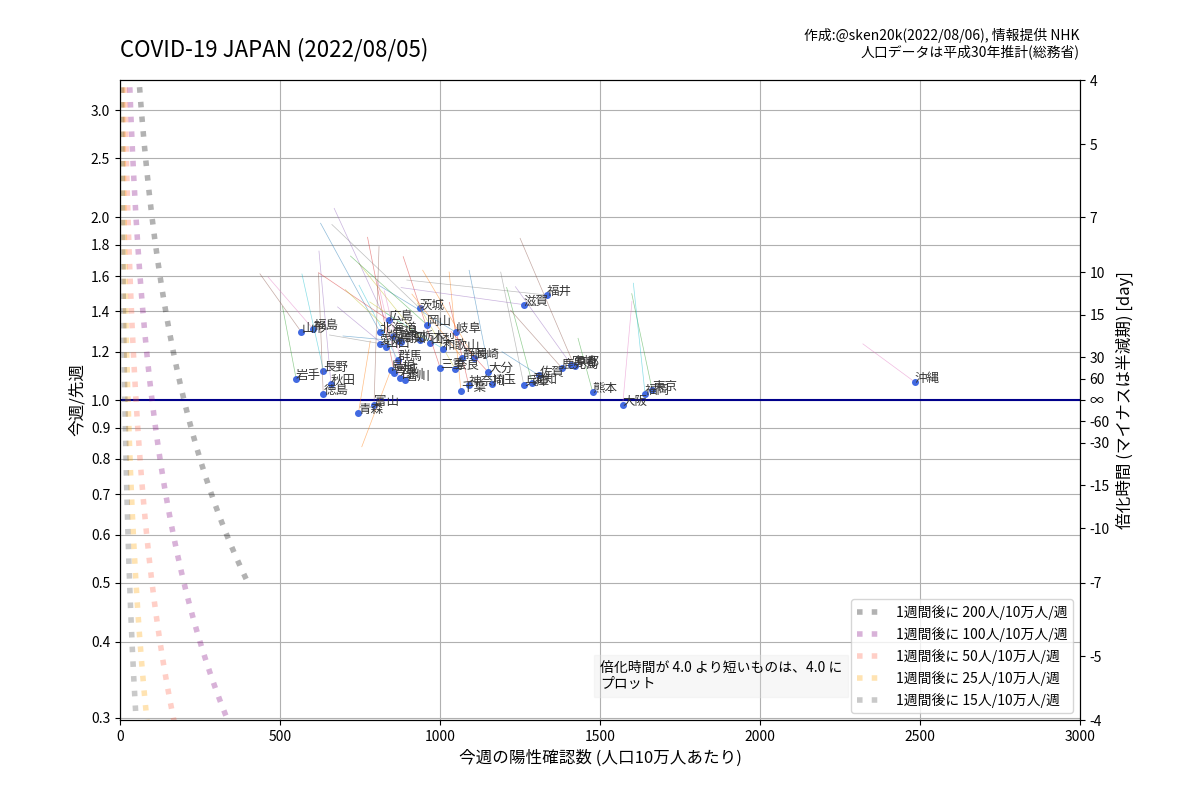 COVID-19 JAPAN (2022/08/05)
作成:@sken20k(2022/08/06), 情報提供 NHK
人口データは平成30年推計(総務省)
今週/先週
3.0
2.5
2.0
1.8
1.6
1.4
1.2
1.0
0.9
0.8
0.7
0.6
0.5
0.4
0.3
4
5
7
10
15
30
60
∞
-60
-30
-15
-10
-7
-5
-4
倍化時間 (マイナスは半減期) [day]
福井
滋賀
茨城
広島
岡山
岐阜
福島
北海道
栃木
和歌山
群馬
長崎
大分
長野
岩手
秋田
徳島
三重
奈良
佐賀
沖縄
埼玉
千葉
熊本
東京
福岡
大阪
富山
青森
倍化時間が 4.0 より短いものは、4.0 に
プロット
1週間後に 200人/10万人/週
1週間後に 100人/10万人/週
1週間後に 50人/10万人/週
1週間後に 25人/10万人/週
1週間後に 15人/10万人/週
0
500
1000
1500
2000
2500
3000
今週の陽性確認数 (人口10万人あたり)